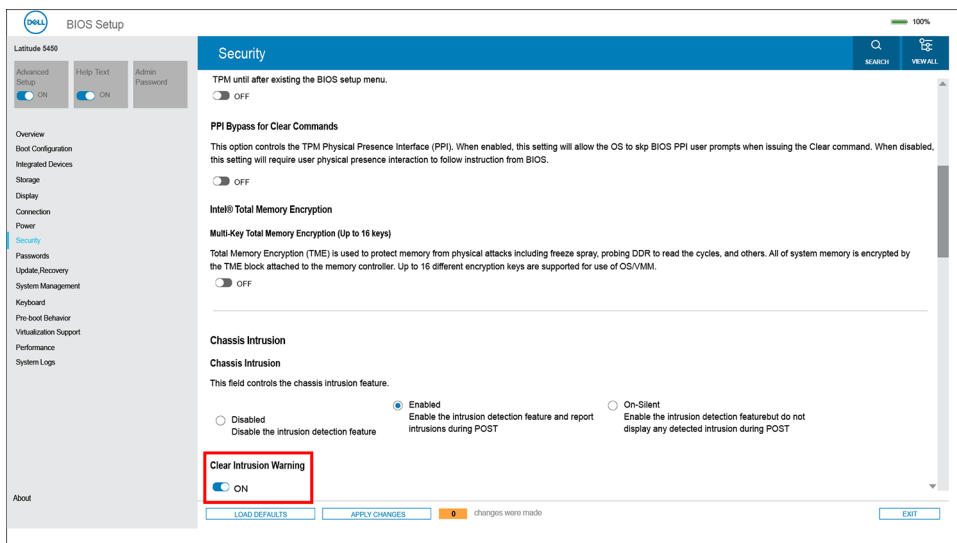 DELL
BIOS Setup
100%
Latitude 5450
Advanced Setup
ON
Help Text
ON
Admin Password
Overview
Boot Configuration
Integrated Devices
Storage
Display
Connection
Power
Security
Passwords
Update,Recovery
System Management
Keyboard
Pre-boot Behavior
Virtualization Support
Performance
System Logs
About
Security
SEARCH
VIEW ALL
TPM until after existing the BIOS setup menu.
OFF
PPI Bypass for Clear Commands
This option controls the TPM Physical Presence Interface (PPI). When enabled, this setting will allow the OS to skp BIOS PPI user prompts when issuing the Clear command. When disabled,
this setting will require user physical presence interaction to follow instruction from BIOS.
OFF
Intel® Total Memory Encryption
Multi-Key Total Memory Encryption (Up to 16 keys)
Total Memory Encryption (TME) is used to protect memory from physical attacks including freeze spray, probing DDR to read the cycles, and others. All of system memory is encrypted by
the TME block attached to the memory controller. Up to 16 different encryption keys are supported for use of OS/VMM.
OFF
Chassis Intrusion
Chassis Intrusion
This field controls the chassis intrusion feature.
Disabled
Disable the intrusion detection feature
Enabled
Enable the intrusion detection feature and report
intrusions during POST
On-Silent
Enable the intrusion detection featurebut do not
display any detected intrusion during POST
Clear Intrusion Warning
ON
LOAD DEFAULTS
APPLY CHANGES
0
changes were made
EXIT